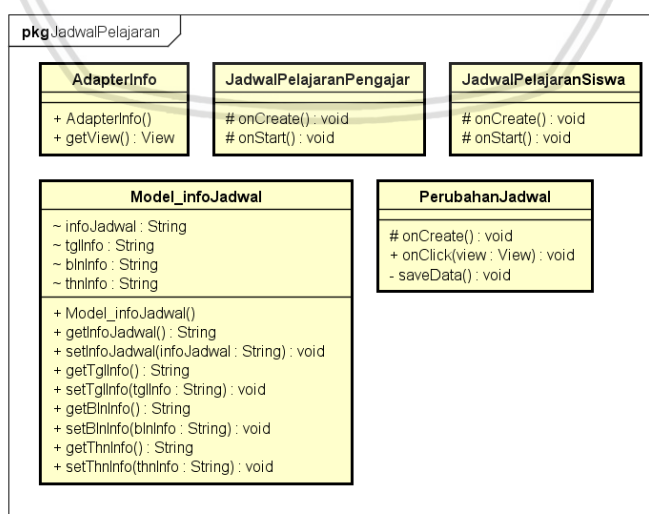 pkg JadwalPelajaran
AdapterInfo
+ AdapterInfo()
+ getView() : View
JadwalPelajaranPengajar
# onCreate() : void
# onStart() : void
JadwalPelajaranSiswa
# onCreate() : void
# onStart() : void
Model_infoJadwal
~ infoJadwal : String
~ tglInfo : String
~ blnInfo : String
~ thnInfo : String
+ Model_infoJadwal()
+ getInfoJadwal() : String
+ setInfoJadwal(infoJadwal : String) : void
+ getTglInfo() : String
+ setTglInfo(tglInfo : String) : void
+ getBlnInfo() : String
+ setBlnInfo(blnInfo : String) : void
+ getThnInfo() : String
+ setThnInfo(thnInfo : String) : void
PerubahanJadwal
# onCreate() : void
+ onClick(view : View) : void
- saveData() : void